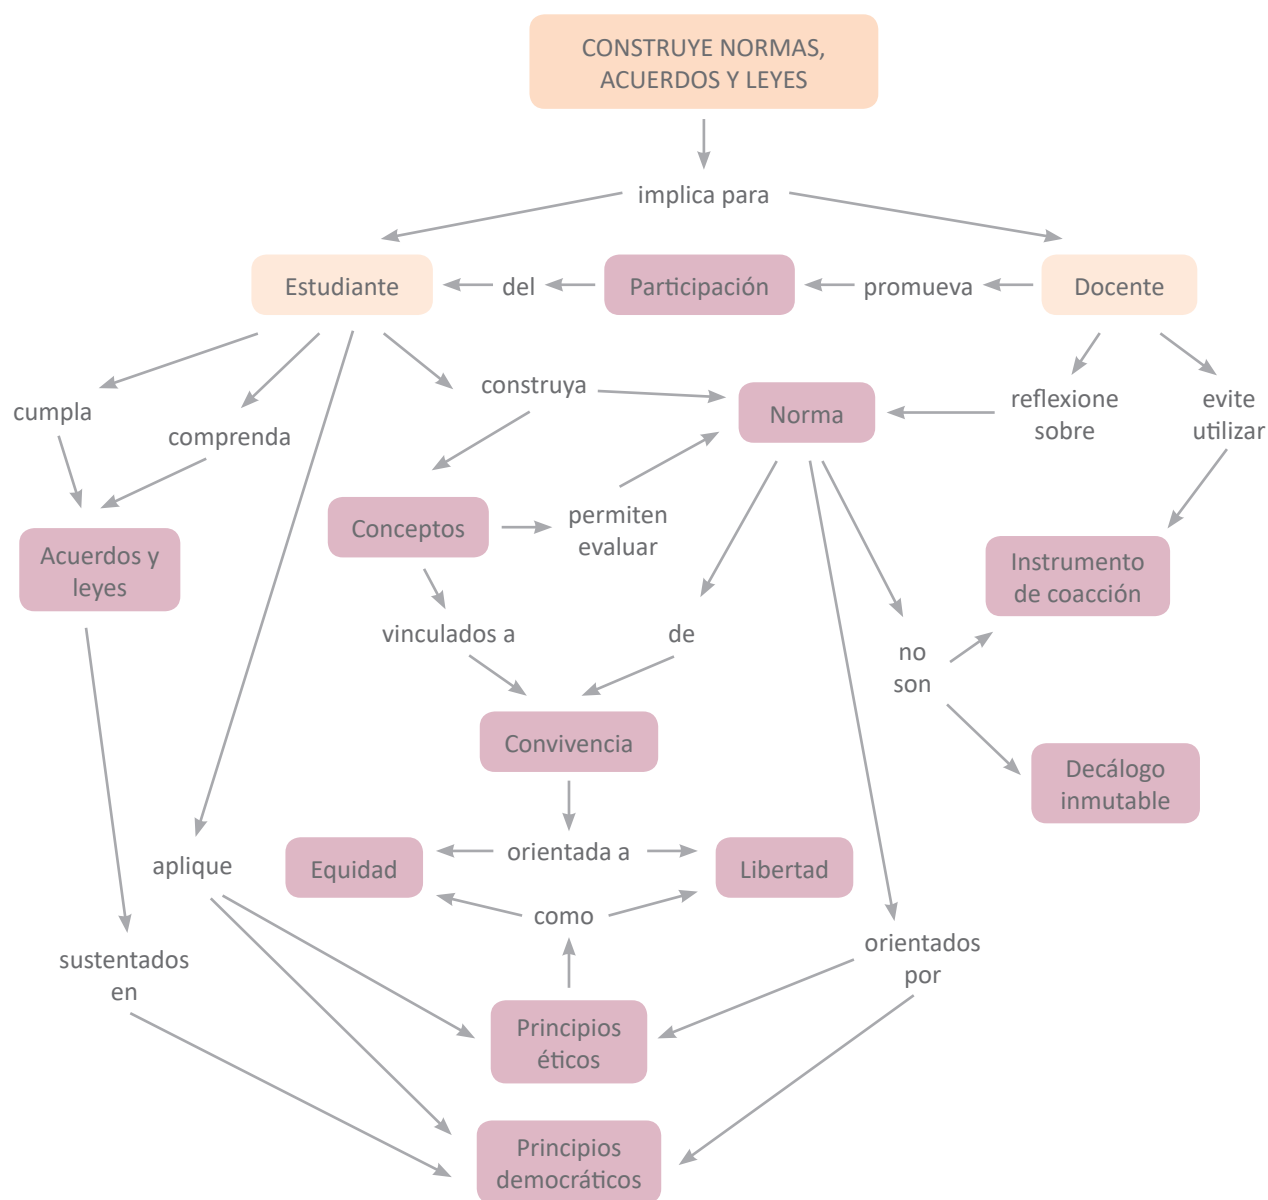 CONSTRUYE NORMAS,
ACUERDOS Y LEYES
implica para
Estudiante
del
Participación
promueva
Docente
cumpla
comprenda
construya
Norma
reflexione
sobre
evite
utilizar
Acuerdos y
leyes
Conceptos
permiten
evaluar
Instrumento
de coacción
vinculados a
de
no
son
Convivencia
Decálogo
inmutable
aplique
Equidad
orientada a
Libertad
como
sustentados
en
orientados
por
Principios
éticos
Principios
democráticos